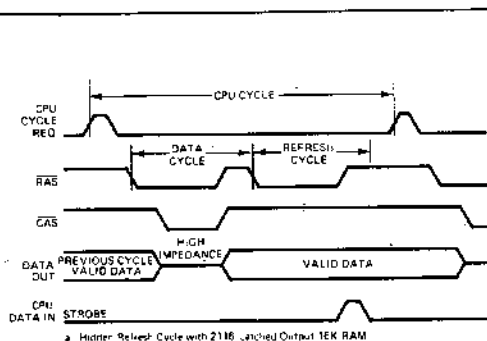 CPU CYCLE
CPU
CYCLE
REQ
DATA
CYCLE
REFRESH
CYCLE
RAS
CAS
HIGH
IMPEDANCE
PREVIOUS CYCLE
VALID DATA
DATA
OUT
VALID DATA
CPU
DATA IN STROBE
a Hidden Refresh Cycle with 2116 Latched Output 16K RAM